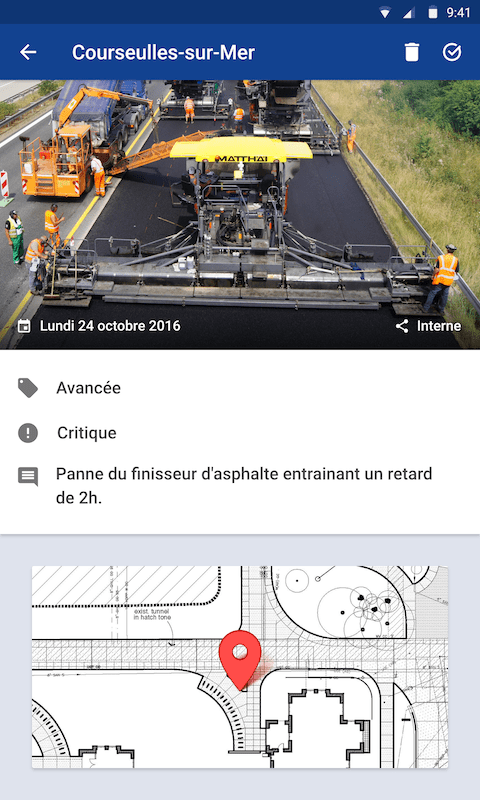 9:41
Courseulles-sur-Mer
MATTHÄI
Lundi 24 octobre 2016
Interne
Avancée
Critique
Panne du finisseur d'asphalte entrainant un retard
de 2h.
exist tunnel
in hatch tone